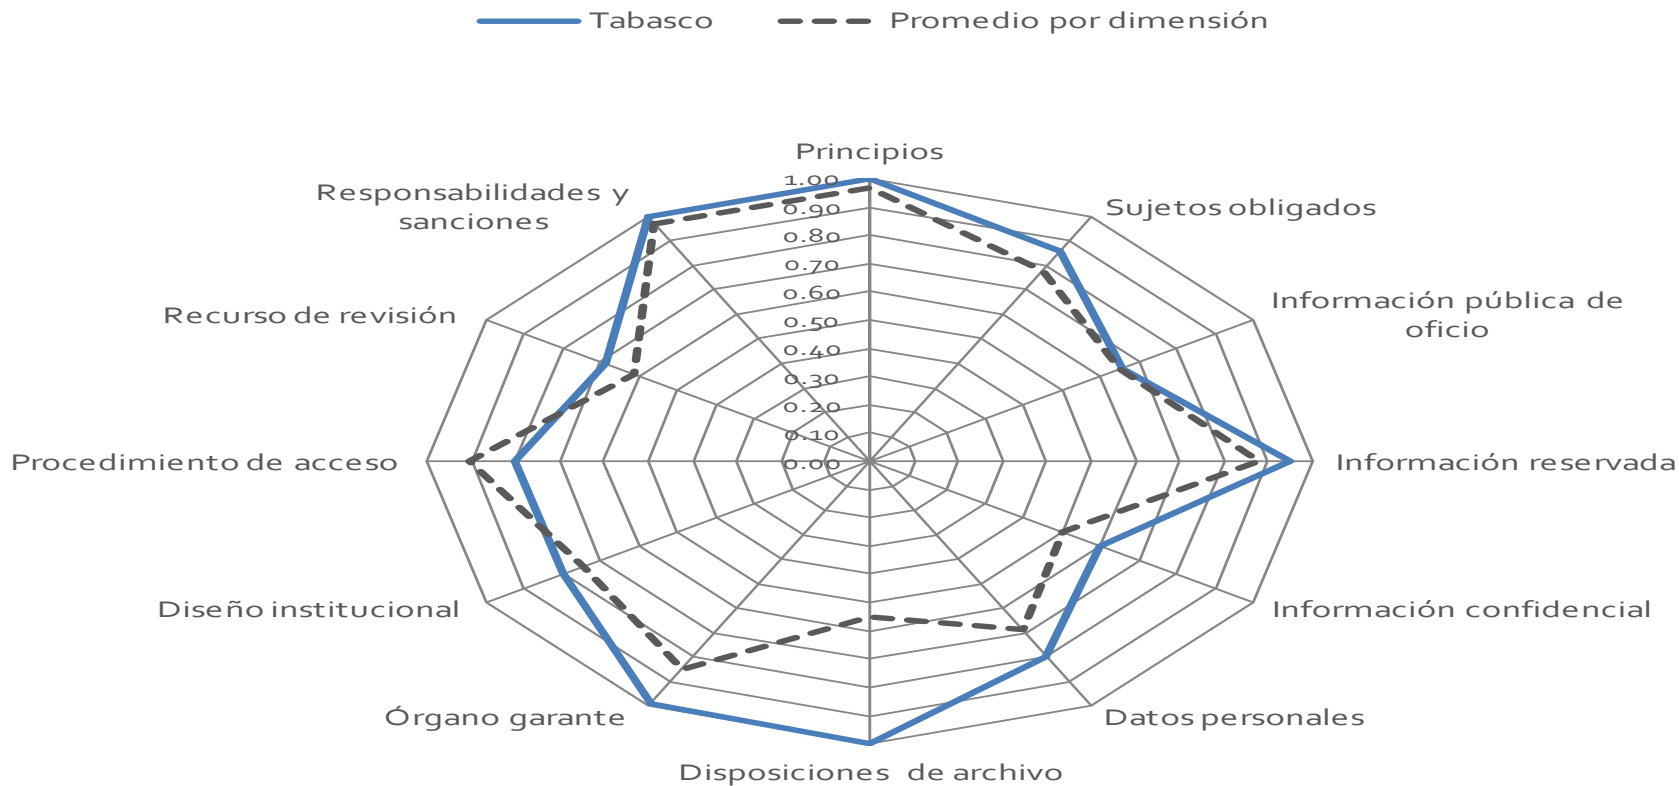 Tabasco
Promedio por dimensión
Principios
1.00
0.90
0.80
0.70
0.60
0.50
0.40
0.30
0.20
0.10
0.00
Sujetos obligados
Información pública de
oficio
Información reservada
Información confidencial
Datos personales
Disposiciones de archivo
Órgano garante
Diseño institucional
Procedimiento de acceso
Recurso de revisión
Responsabilidades y
sanciones